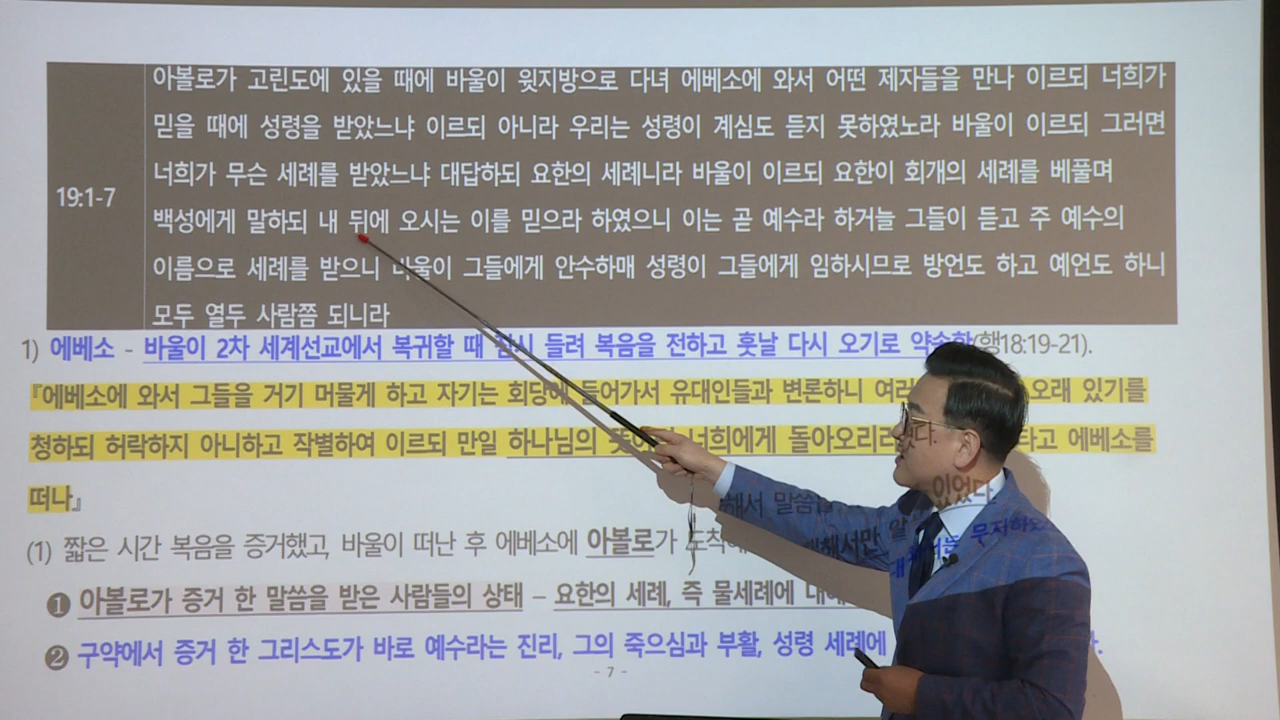 아볼로가 고린도에 있을 때에 바울이 윗지방으로 다녀 에베소에 와서 어떤 제자들을 만나 이르되 너희가
믿을 때에 성령을 받았느냐 이르되 아니라 우리는 성령이 계심도 듣지 못하였노라 바울이 이르되 그러면
19:1-7 너희가 무슨 세례를 받았느냐 대답하되 요한의 세례니라 바울이 이르되 요한이 회개의 세례를 베풀며
백성에게 말하되 내 뒤에 오시는 이를 믿으라 하였으니 이는 곧 예수라 하거늘 그들이 듣고 주 예수의
이름으로 세례를 받으니 바울이 그들에게 안수하매 성령이 그들에게 임하시므로 방언도 하고 예언도 하니
모두 열두 사람쯤 되니라
1) 에베소 - 바울이 2차 세계선교에서 복귀할 때 잠시 들려 복음을 전하고 훗날 다시 오기로 약속함(행18:19-21).
『에베소에 와서 그들을 거기 머물게 하고 자기는 회당에 들어가서 유대인들과 변론하니 오래 있기를
청하되 허락하지 아니하고 작별하여 이르되 만일 하나님의 너희에게 타고 에베소를
떠나』
있었다
(1) 짧은 시간 복음을 증거했고, 바울이 떠난 후 에베소에 아볼로가 해서 말씀
❶ 아볼로가 증거 한 말씀을 받은 사람들의 상태 – 요한의 세례, 즉 물세례에 해서만 알
❷ 구약에서 증거 한 그리스도가 바로 예수라는 진리, 그의 죽으심과 부활, 성령 세례에
- 7 -